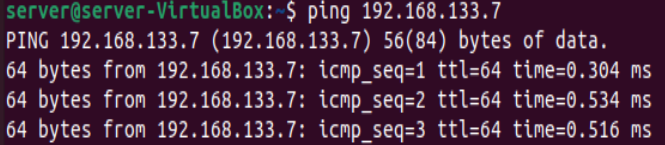 server@server-VirtualBox:~$ ping 192.168.133.7
PING 192.168.133.7 (192.168.133.7) 56(84) bytes of data.
64 bytes from 192.168.133.7: icmp_seq=1 ttl=64 time=0.304 ms
64 bytes from 192.168.133.7: icmp_seq=2 ttl=64 time=0.534 ms
64 bytes from 192.168.133.7: icmp_seq=3 ttl=64 time=0.516 ms